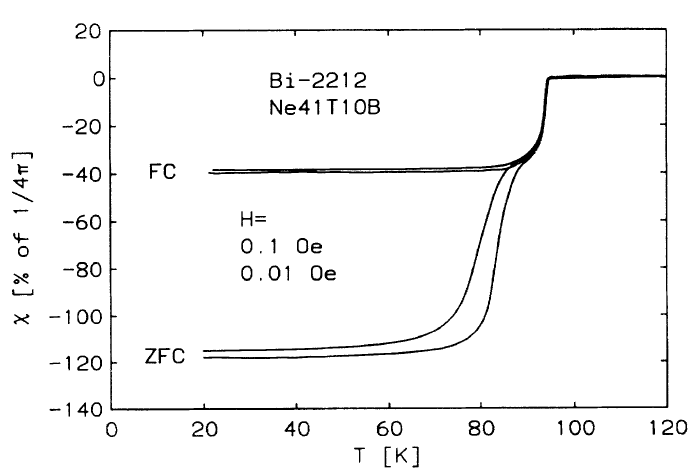 20
0
-20
-40
-60
-80
-100
-120
-140
χ [% of 1/4π]
Bi-2212
Ne41T10B
FC
H=
0.1 Oe
0.01 Oe
ZFC
0 20 40 60 80 100 120
T [K]